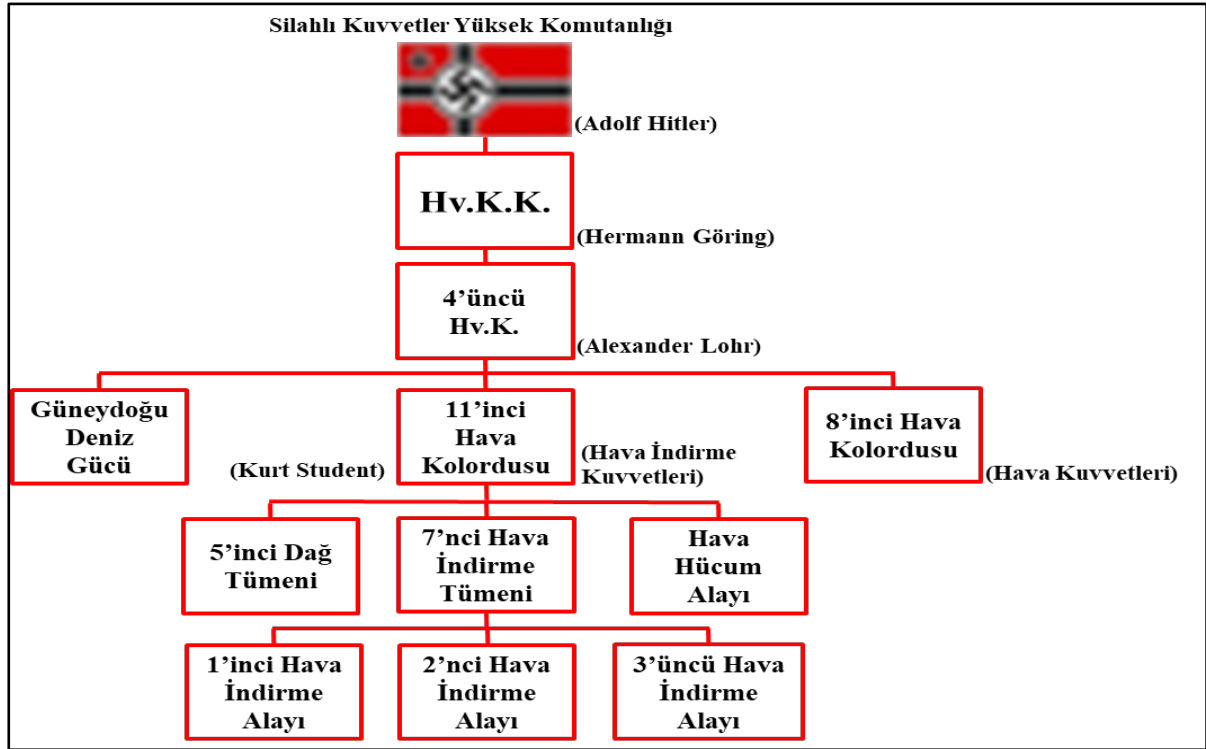 Silahlı Kuvvetler Yüksek Komutanlığı
(Adolf Hitler)
Hv.K.K.
(Hermann Göring)
4’üncü
Hv.K.
(Alexander Lohr)
Güneydoğu
Deniz
Gücü
(Kurt Student)
11’inci
Hava
Kolordusu
(Hava İndirme
Kuvvetleri)
8’inci Hava
Kolordusu
(Hava Kuvvetleri)
5’inci Dağ
Tümeni
7’nci Hava
İndirme
Tümeni
Hava
Hücum
Alayı
1’inci Hava
İndirme
Alayı
2’nci Hava
İndirme
Alayı
3’üncü Hava
İndirme
Alayı